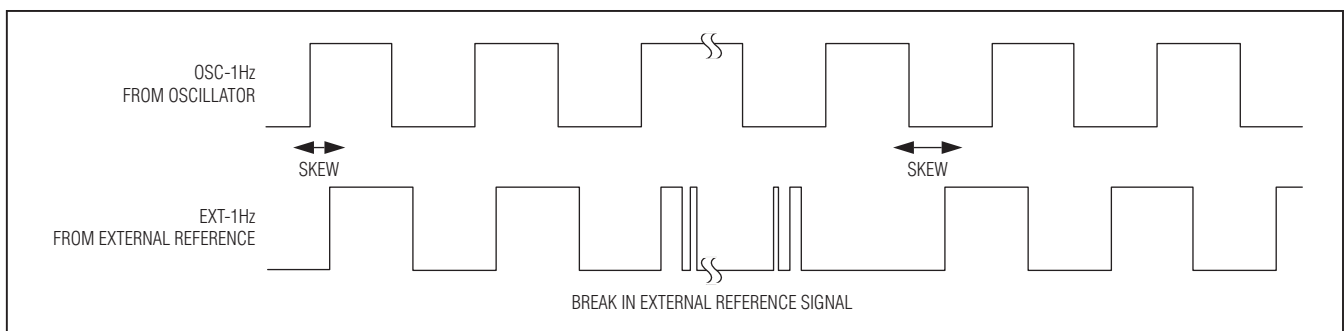 OSC-1Hz
FROM OSCILLATOR
SKEW
SKEW
EXT-1Hz
FROM EXTERNAL REFERENCE
BREAK IN EXTERNAL REFERENCE SIGNAL